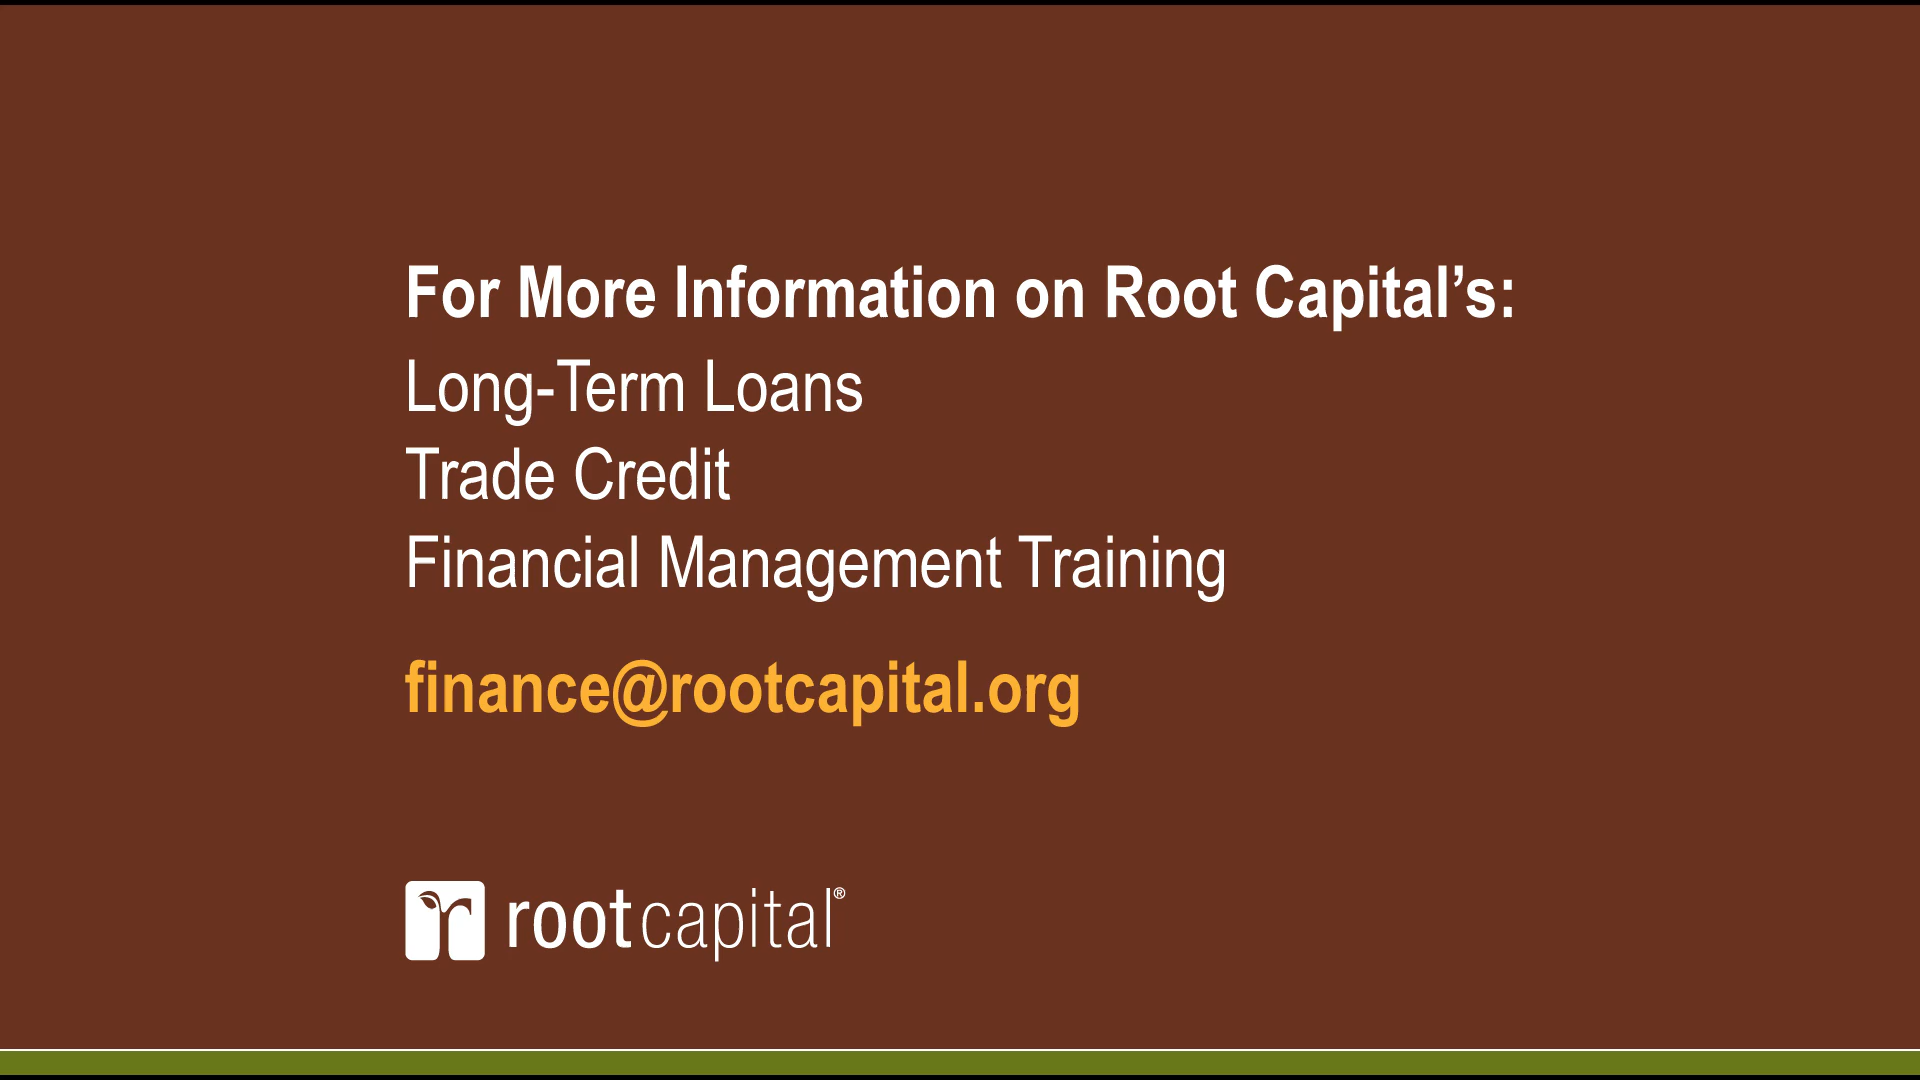 For More Information on Root Capital’s:
Long-Term Loans
Trade Credit
Financial Management Training
finance@rootcapital.org
rootcapital®